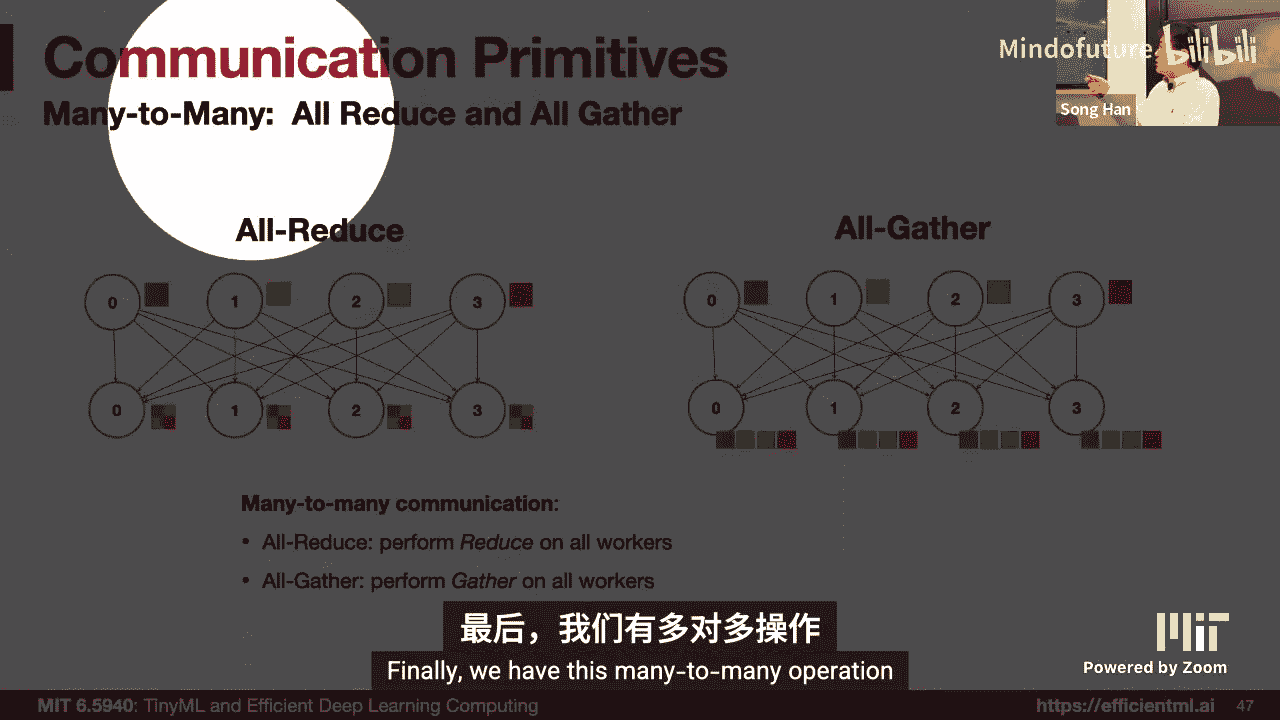 Communication Primitives
Mindofuture bilibili
Many-to-Many: All Reduce and All Gather
Song Han
All-Reduce
All-Gather
0 1 2 3
0 1 2 3
0 1 2 3
0 1 2 3
Many-to-many communication:
• All-Reduce: perform Reduce on all workers
• All-Gather: perform Gather on all workers
最后，我们有多对多操作
Finally, we have this many-to-many operation
MIT
Powered by Zoom
MIT 6.5940: TinyML and Efficient Deep Learning Computing
https://efficientml.ai 47